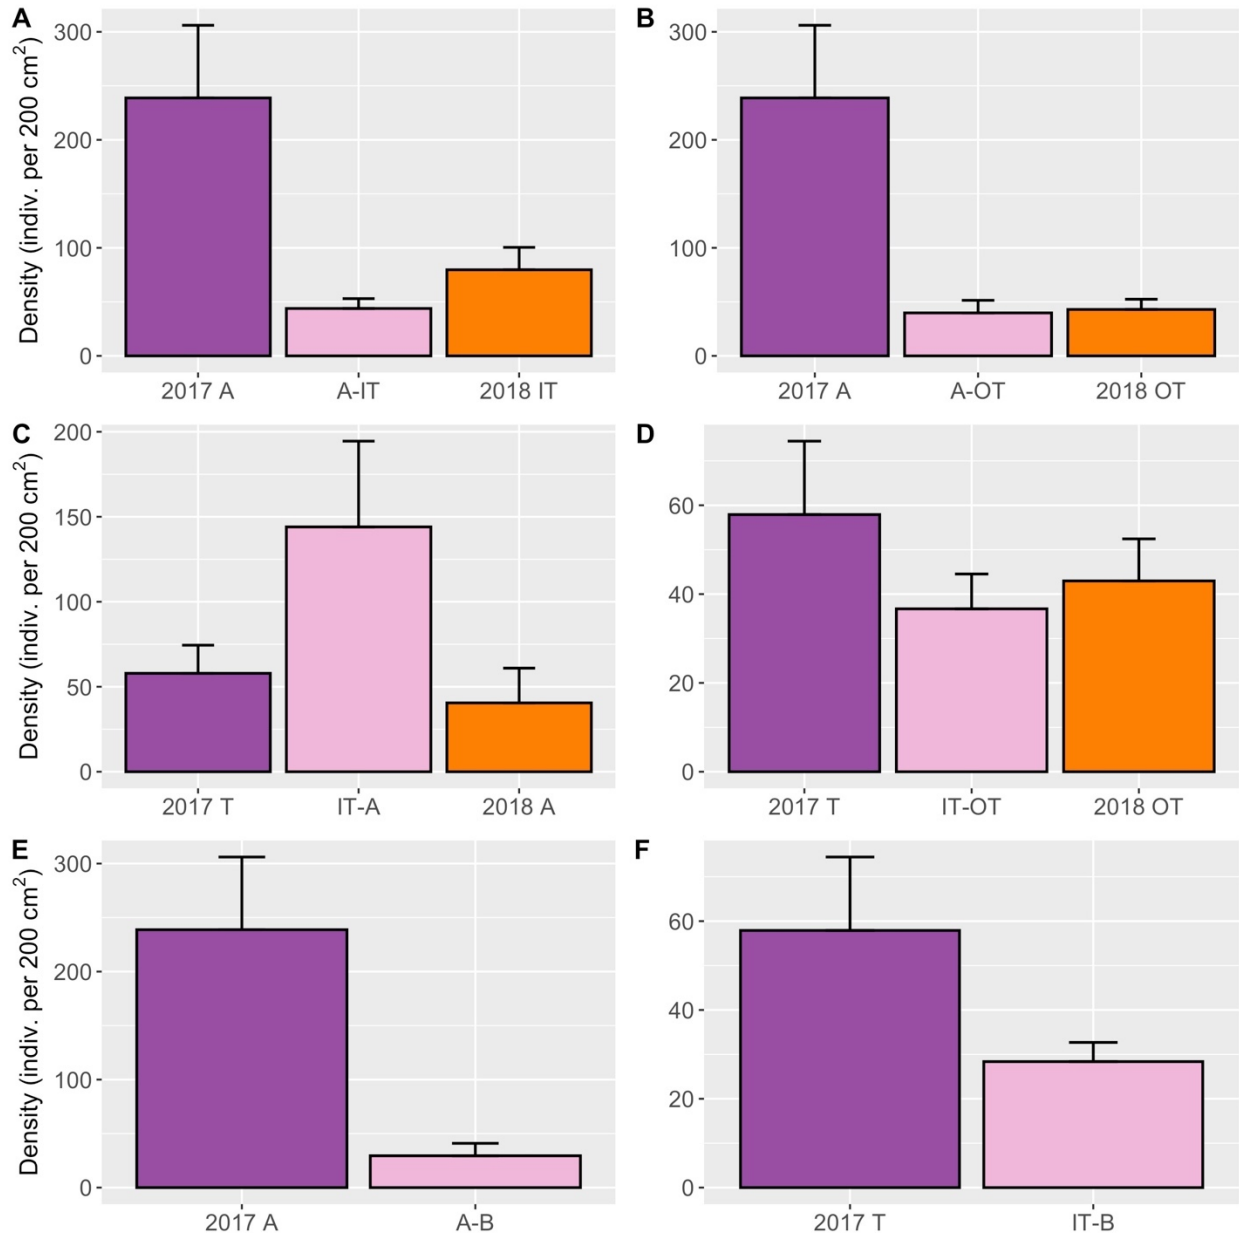 A
B
Density (indiv. per 200 cm²)
300
200
100
0
2017 A
A-IT
2018 IT
300
200
100
0
2017 A
A-OT
2018 OT
C
D
Density (indiv. per 200 cm²)
200
150
100
50
0
2017 T
IT-A
2018 A
60
40
20
0
2017 T
IT-OT
2018 OT
E
F
Density (indiv. per 200 cm²)
300
200
100
0
2017 A
A-B
60
40
20
0
2017 T
IT-B